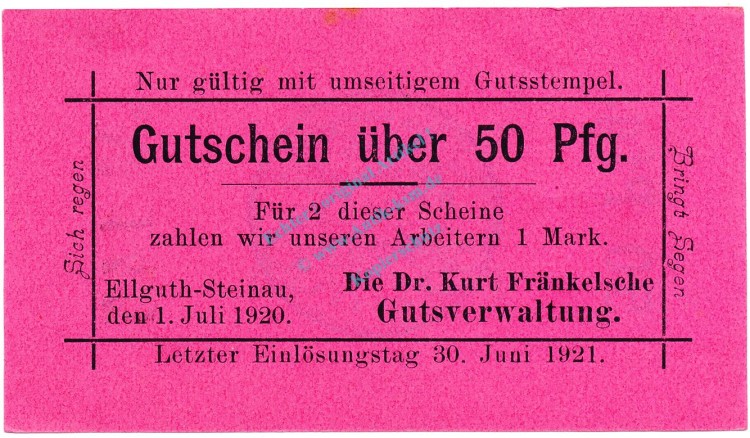 Nur gültig mit umseitigem Gutsstempel.
Sich regen
Gutschein über 50 Pfg.
Für 2 dieser Scheine
zahlen wir unseren Arbeitern 1 Mark.
Ellguth-Steinau,
den 1. Juli 1920.
Die Dr. Kurt Fränkelsche
Gutsverwaltung.
Bringt Segen
Letzter Einlösungstag 30. Juni 1921.